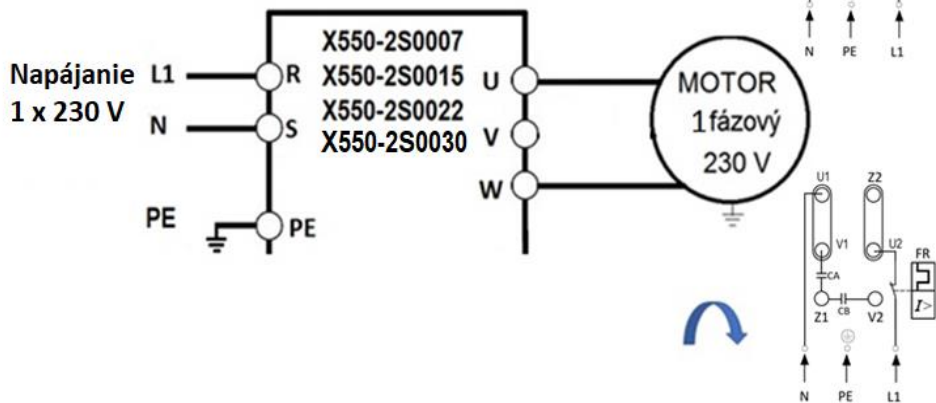 N PE L1
Napájanie
1 x 230 V
L1
N
PE
R
S
PE
X550-2S0007
X550-2S0015
X550-2S0022
X550-2S0030
U
V
W
MOTOR
1 fázový
230 V
U1 Z2
V1 U2
FR
CA
CB
I>
Z1 V2
N PE L1